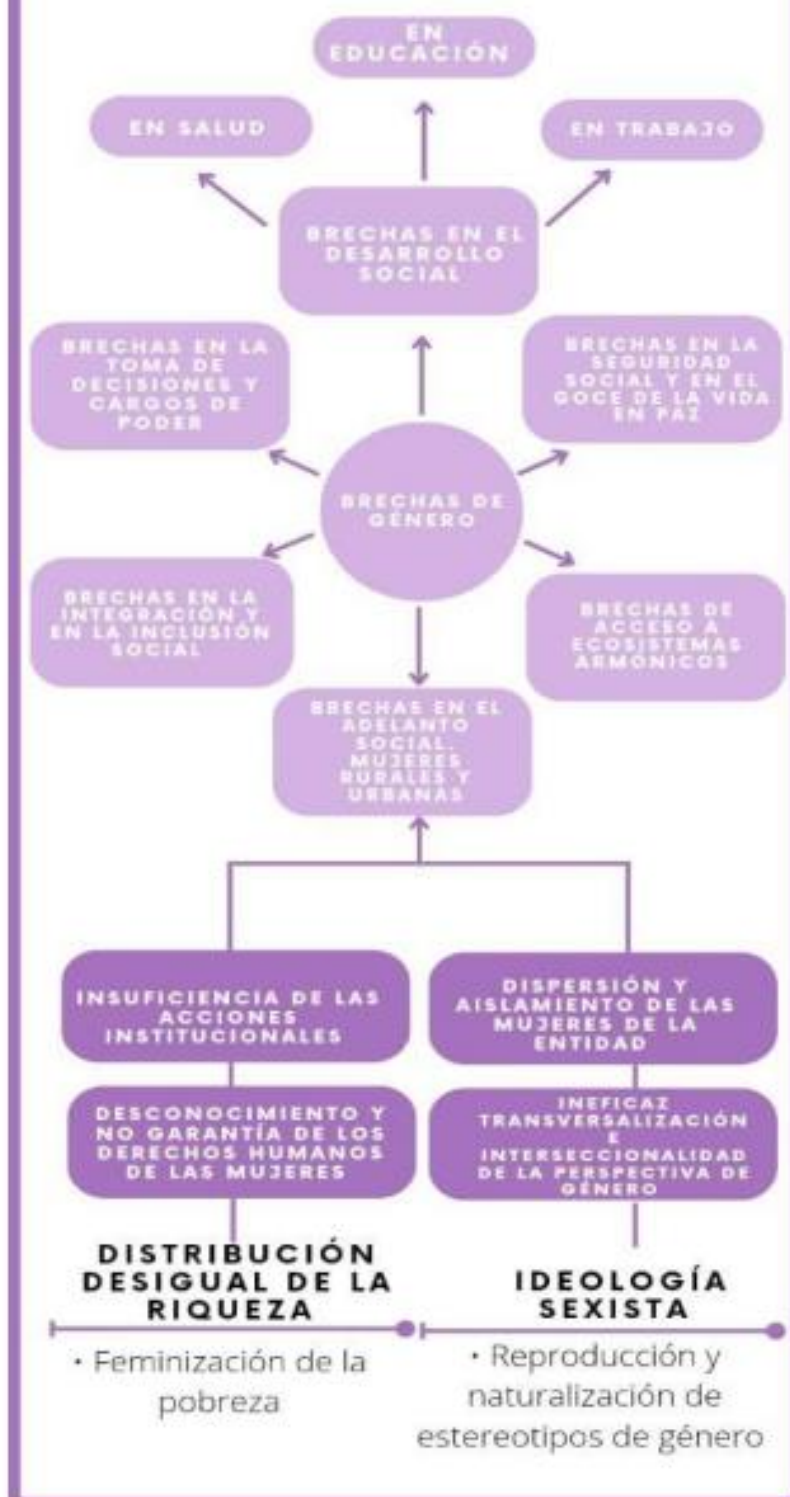 EN
EDUCACIÓN
EN SALUD
EN TRABAJO
BRECHAS EN EL
DESARROLLO
SOCIAL
BRECHAS EN LA
TOMA DE
DECISIONES Y
CARGOS DE
PODER
BRECHAS EN LA
SEGURIDAD
SOCIAL Y EN EL
GOCE DE LA VIDA
EN PAZ
BRECHAS DE
GÉNERO
BRECHAS EN LA
INTEGRACIÓN Y
EN LA INCLUSIÓN
SOCIAL
BRECHAS DE
ACCESO A
ECOSISTEMAS
ARMÓNICOS
BRECHAS EN EL
ADELANTO
SOCIAL.
MUJERES
RURALES Y
URBANAS
INSUFICIENCIA DE LAS
ACCIONES
INSTITUCIONALES
DISPERSIÓN Y
AISLAMIENTO DE LAS
MUJERES DE LA
ENTIDAD
DESCONOCIMIENTO Y
NO GARANTÍA DE LOS
DERECHOS HUMANOS
DE LAS MUJERES
INEFICAZ
TRANSVERSALIZACIÓN
E
INTERSECCIONALIDAD
DE LA PERSPECTIVA DE
GÉNERO
DISTRIBUCIÓN
DESIGUAL DE LA
RIQUEZA
• Feminización de la
pobreza
IDEOLOGÍA
SEXISTA
• Reproducción y
naturalización de
estereotipos de género